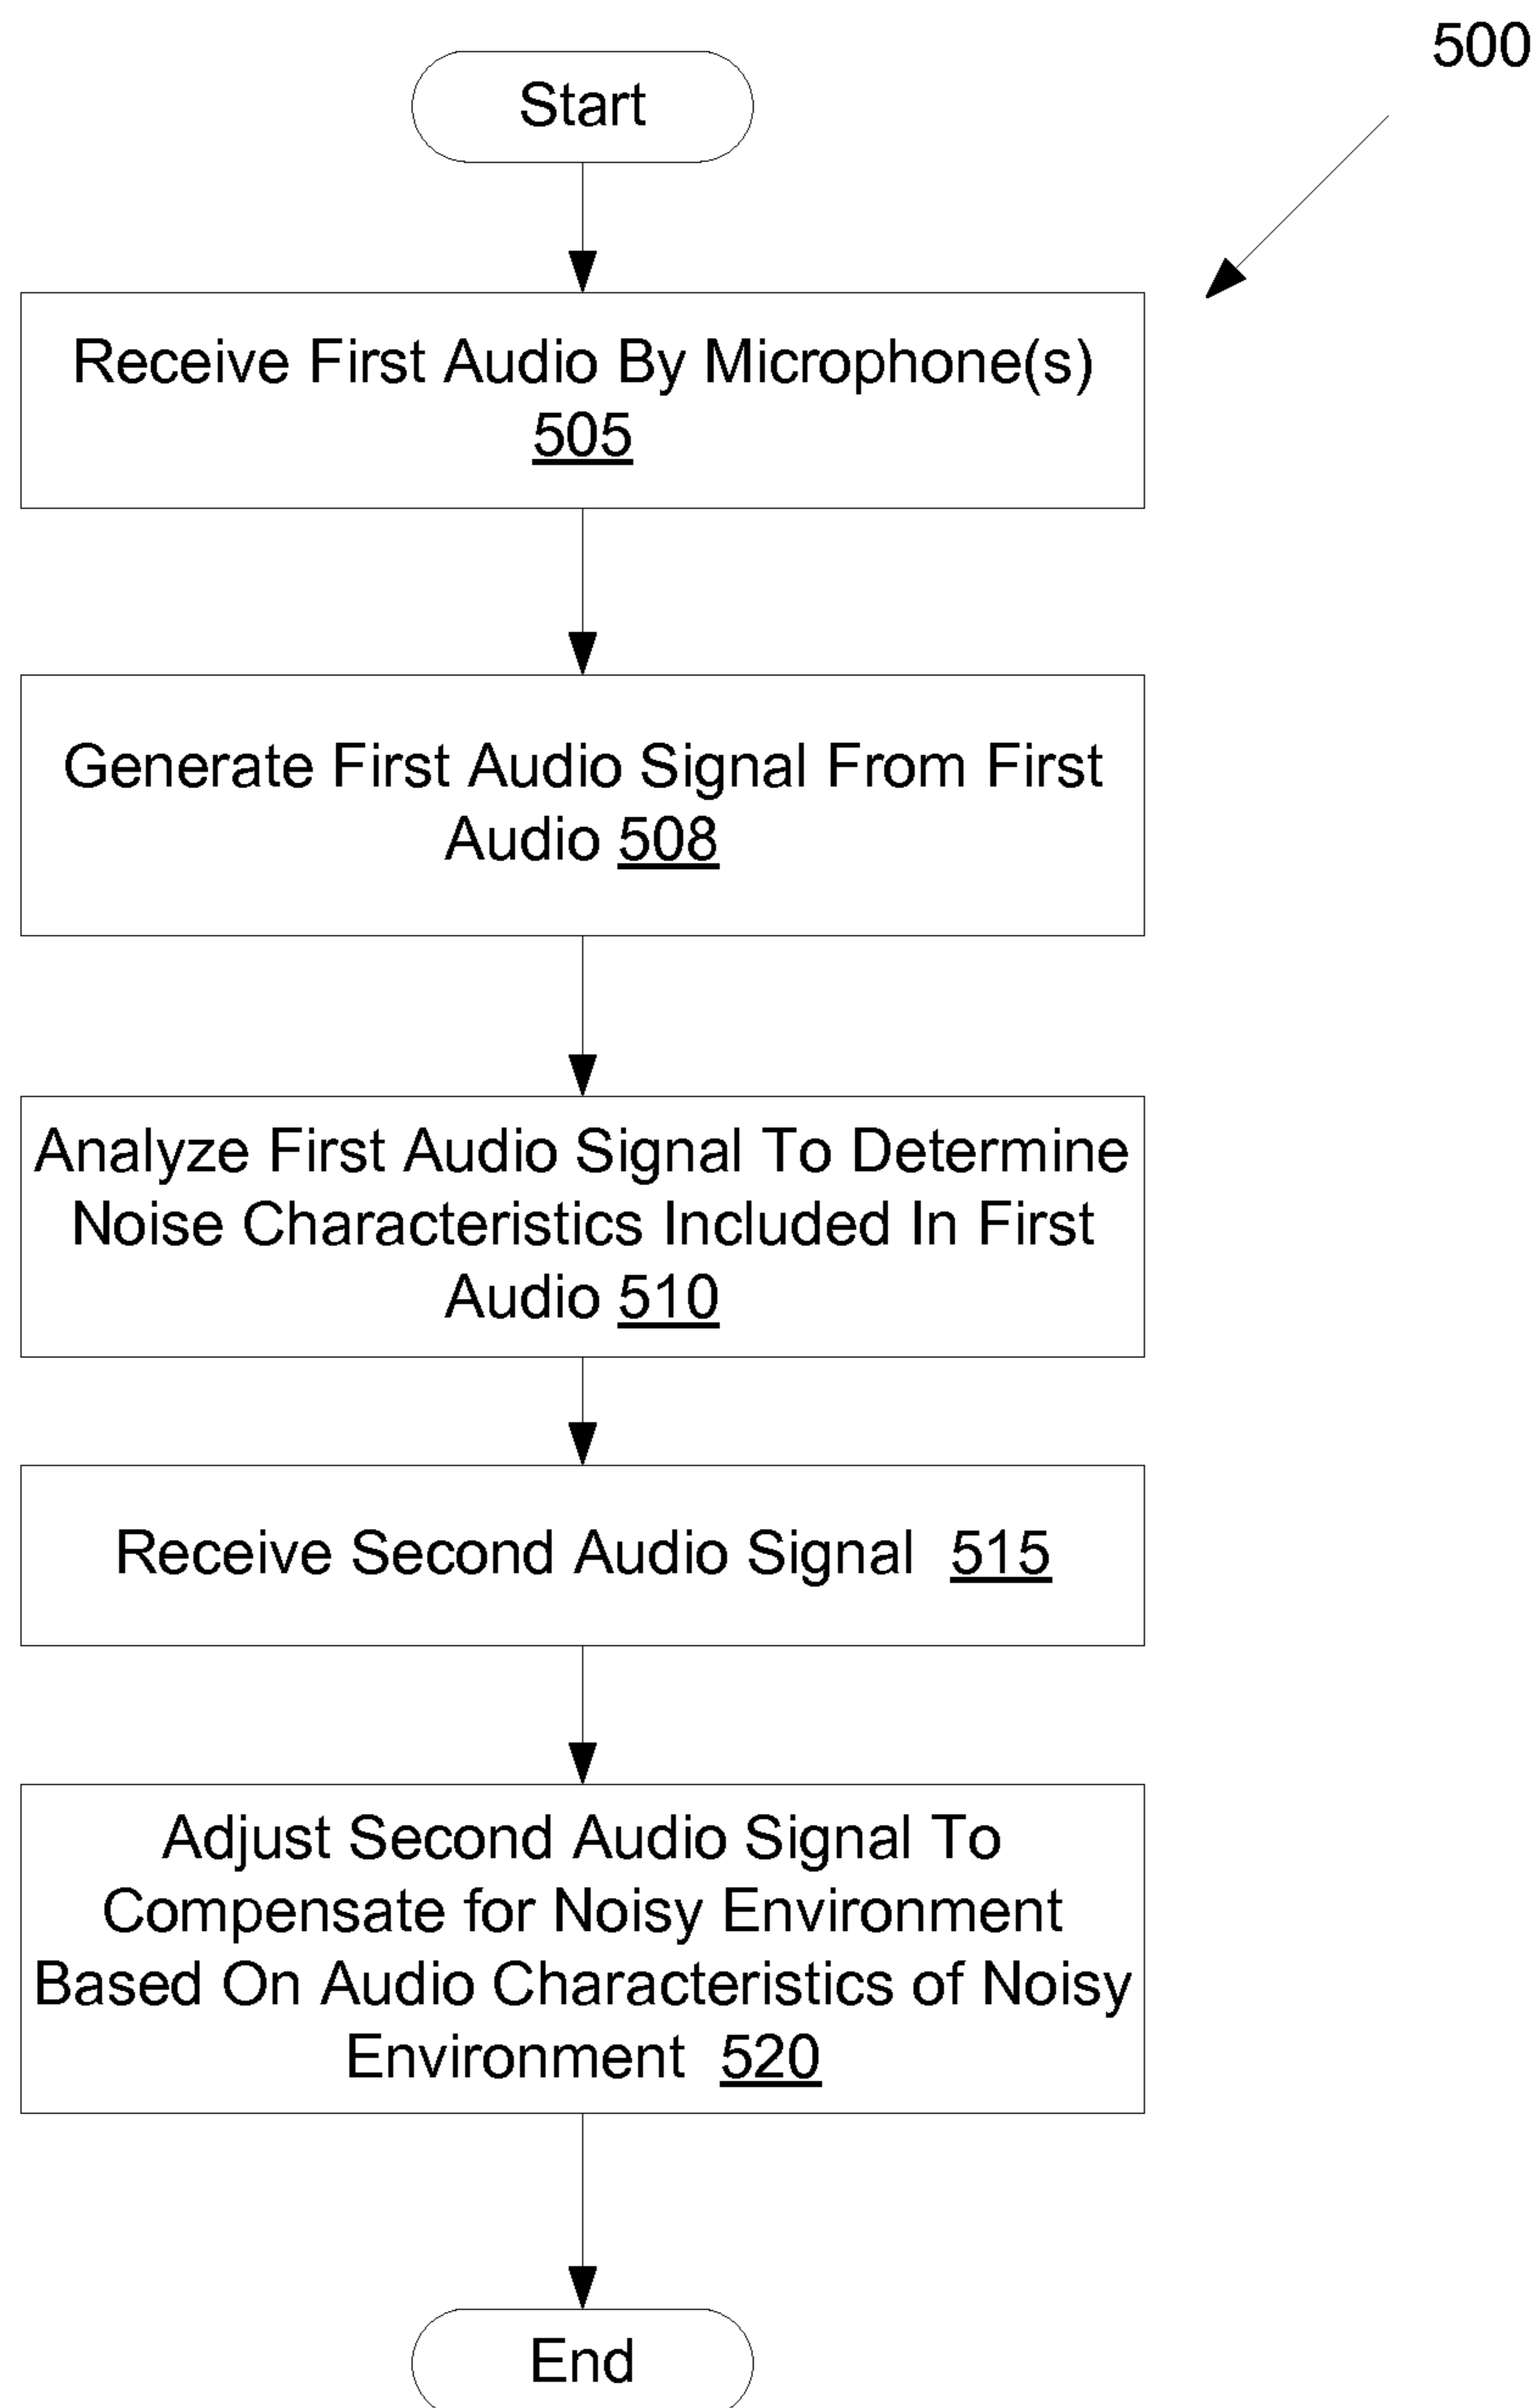 500
Start
Receive First Audio By Microphone(s)
505
Generate First Audio Signal From First
Audio 508
Analyze First Audio Signal To Determine
Noise Characteristics Included In First
Audio 510
Receive Second Audio Signal 515
Adjust Second Audio Signal To
Compensate for Noisy Environment
Based On Audio Characteristics of Noisy
Environment 520
End